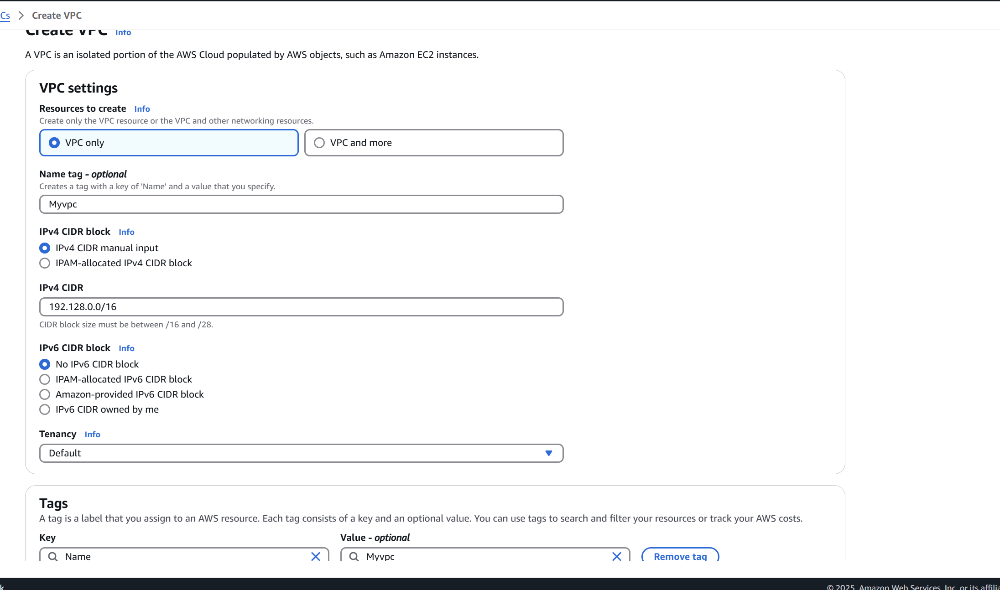 Cs > Create VPC
Create VPC Info
A VPC is an isolated portion of the AWS Cloud populated by AWS objects, such as Amazon EC2 instances.
VPC settings
Resources to create Info
Create only the VPC resource or the VPC and other networking resources.
VPC only VPC and more
Name tag - optional
Creates a tag with a key of 'Name' and a value that you specify.
Myvpc
IPv4 CIDR block Info
IPv4 CIDR manual input
IPAM-allocated IPv4 CIDR block
IPv4 CIDR
192.128.0.0/16
CIDR block size must be between /16 and /28.
IPv6 CIDR block Info
No IPv6 CIDR block
IPAM-allocated IPv6 CIDR block
Amazon-provided IPv6 CIDR block
IPv6 CIDR owned by me
Tenancy Info
Default
Tags
A tag is a label that you assign to an AWS resource. Each tag consists of a key and an optional value. You can use tags to search and filter your resources or track your AWS costs.
Key Value - optional
Name Myvpc Remove tag
k © 2025, Amazon Web Services, Inc. or its affilia